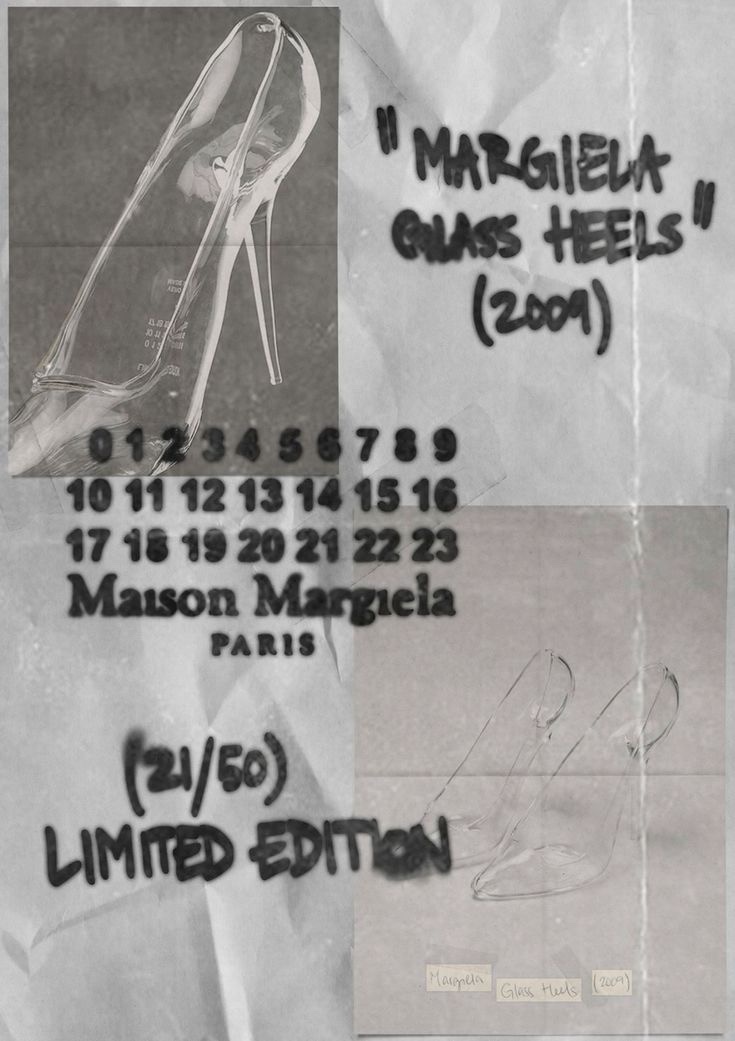 "MARGIELA
GLASS HEELS"
(2009)
0 1 2 3 4 5 6 7 8 9
10 11 12 13 14 15 16
17 18 19 20 21 22 23
Maison Margiela
PARIS
(21/50)
LIMITED EDITION
Margiela
Glass Heels
(2009)